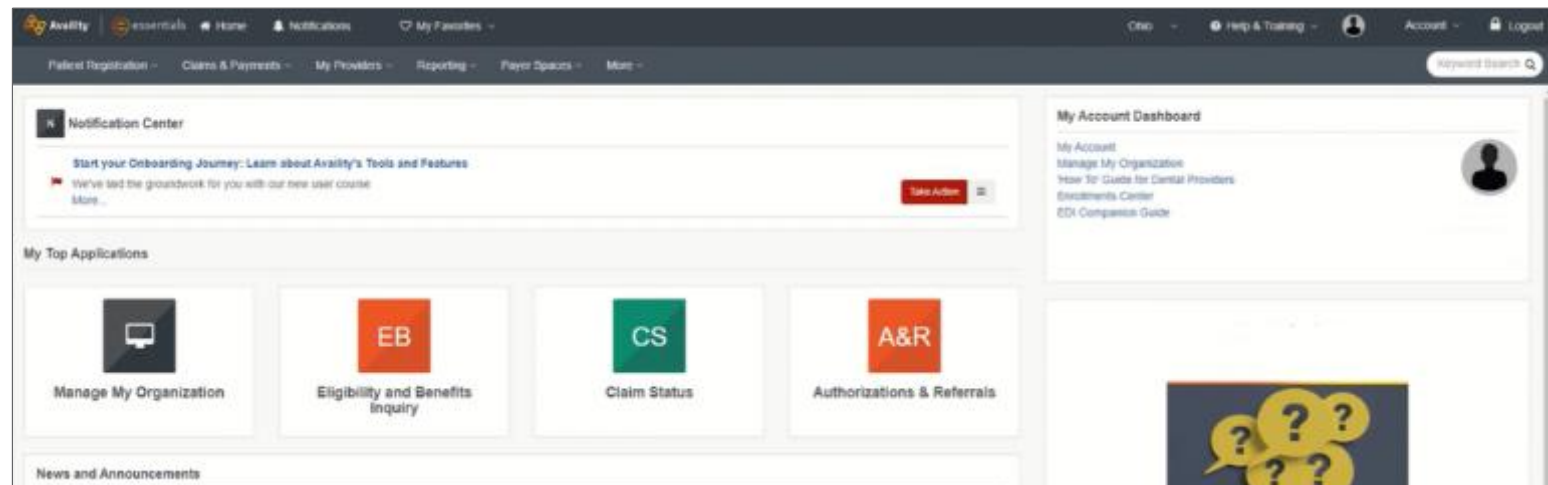 Availity essentials Home Notifications My Favorites Ohio Help & Training Account Logout
Patient Registration Claims & Payments My Providers Reporting Payer Spaces More Keyword Search
N Notification Center
Start your Onboarding Journey: Learn about Availity's Tools and Features
We've laid the groundwork for you with our new user course
More...
Take Action
My Account Dashboard
My Account
Manage My Organization
'How To' Guide for Dental Providers
Enrollments Center
EDI Companion Guide
My Top Applications
EB
CS
A&R
Manage My Organization
Eligibility and Benefits
Inquiry
Claim Status
Authorizations & Referrals
? ? ?
? ?
News and Announcements